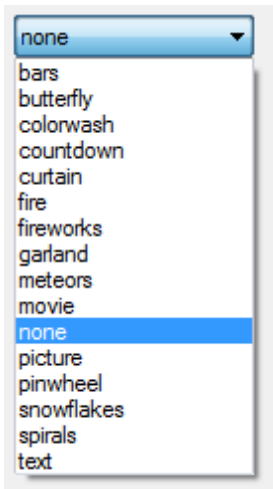 none
bars
butterfly
colorwash
countdown
curtain
fire
fireworks
garland
meteors
movie
none
picture
pinwheel
snowflakes
spirals
text